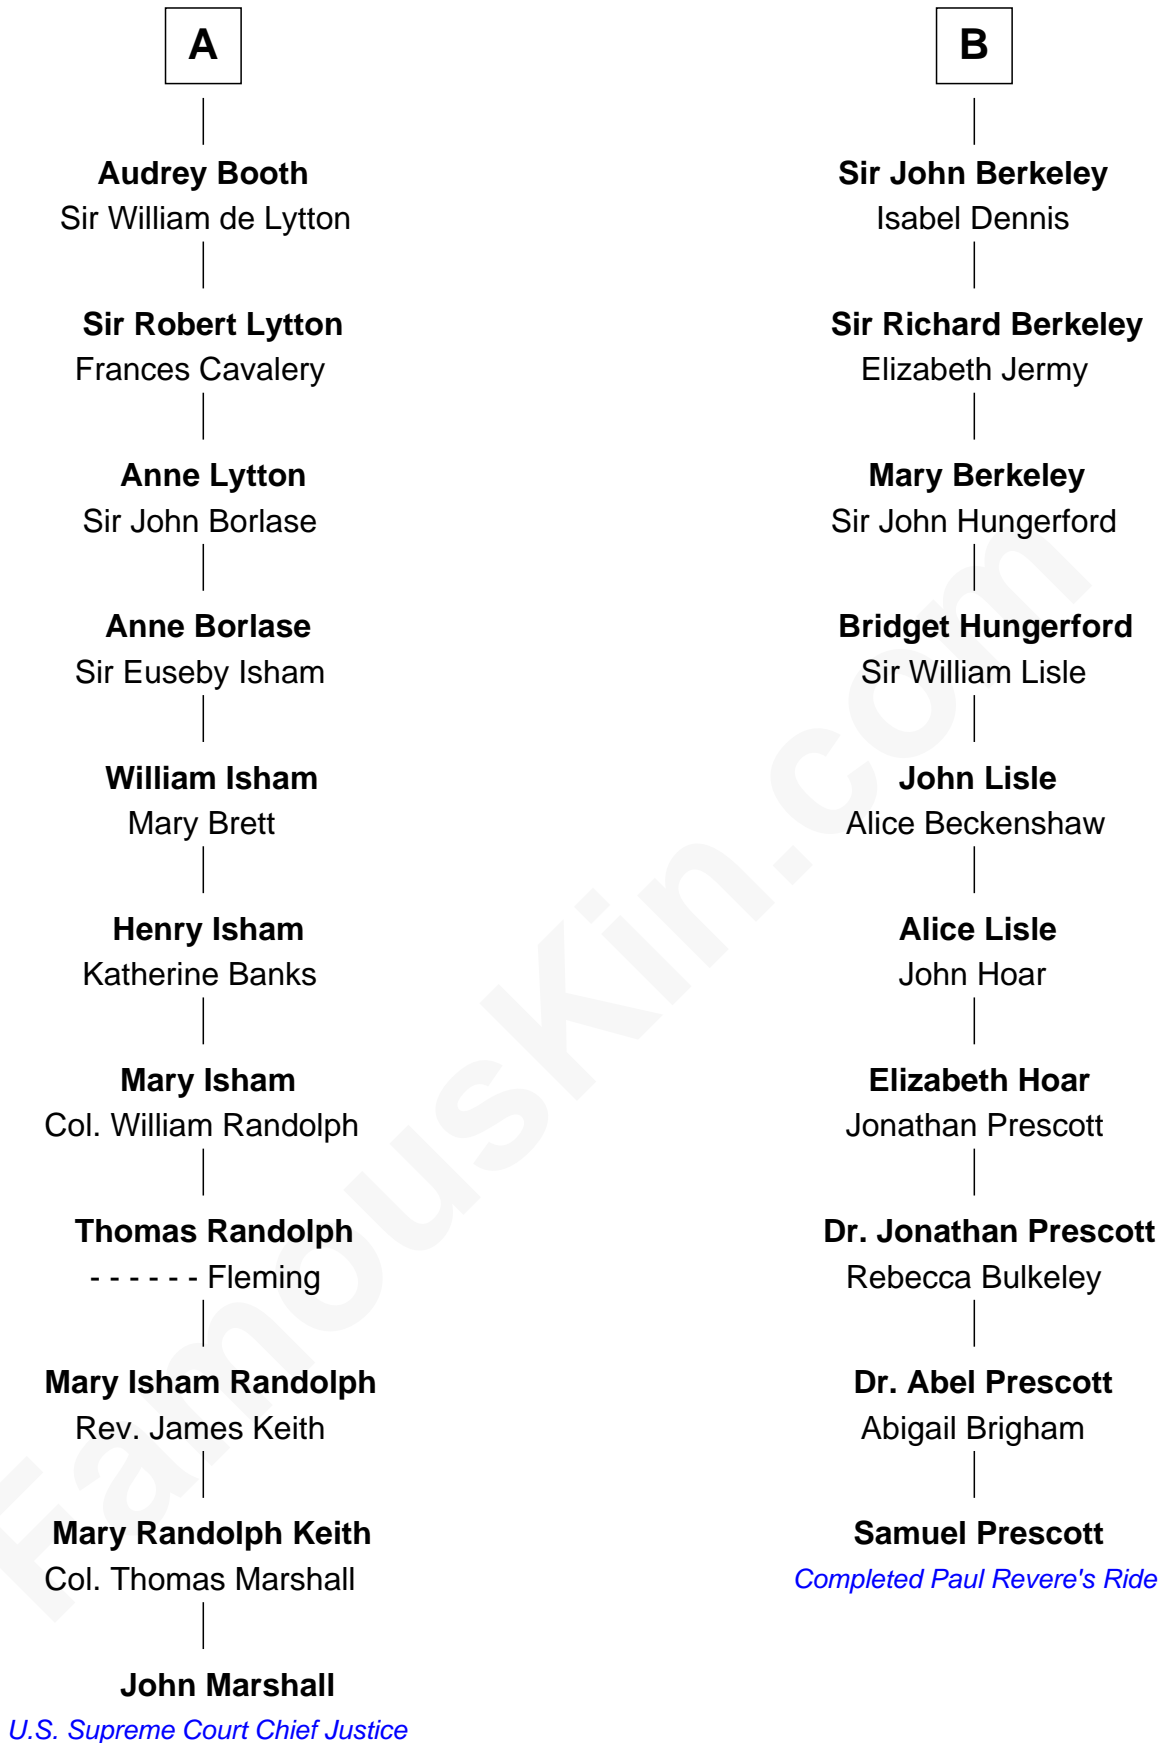 A
Audrey Booth
Sir William de Lytton
Sir Robert Lytton
Frances Cavalery
Anne Lytton
Sir John Borlase
Anne Borlase
Sir Euseby Isham
William Isham
Mary Brett
Henry Isham
Katherine Banks
Mary Isham
Col. William Randolph
Thomas Randolph
- - - - - - Fleming
Mary Isham Randolph
Rev. James Keith
Mary Randolph Keith
Col. Thomas Marshall
John Marshall
U.S. Supreme Court Chief Justice
B
Sir John Berkeley
Isabel Dennis
Sir Richard Berkeley
Elizabeth Jermy
Mary Berkeley
Sir John Hungerford
Bridget Hungerford
Sir William Lisle
John Lisle
Alice Beckenshaw
Alice Lisle
John Hoar
Elizabeth Hoar
Jonathan Prescott
Dr. Jonathan Prescott
Rebecca Bulkeley
Dr. Abel Prescott
Abigail Brigham
Samuel Prescott
Completed Paul Revere's Ride
FamousKin.com